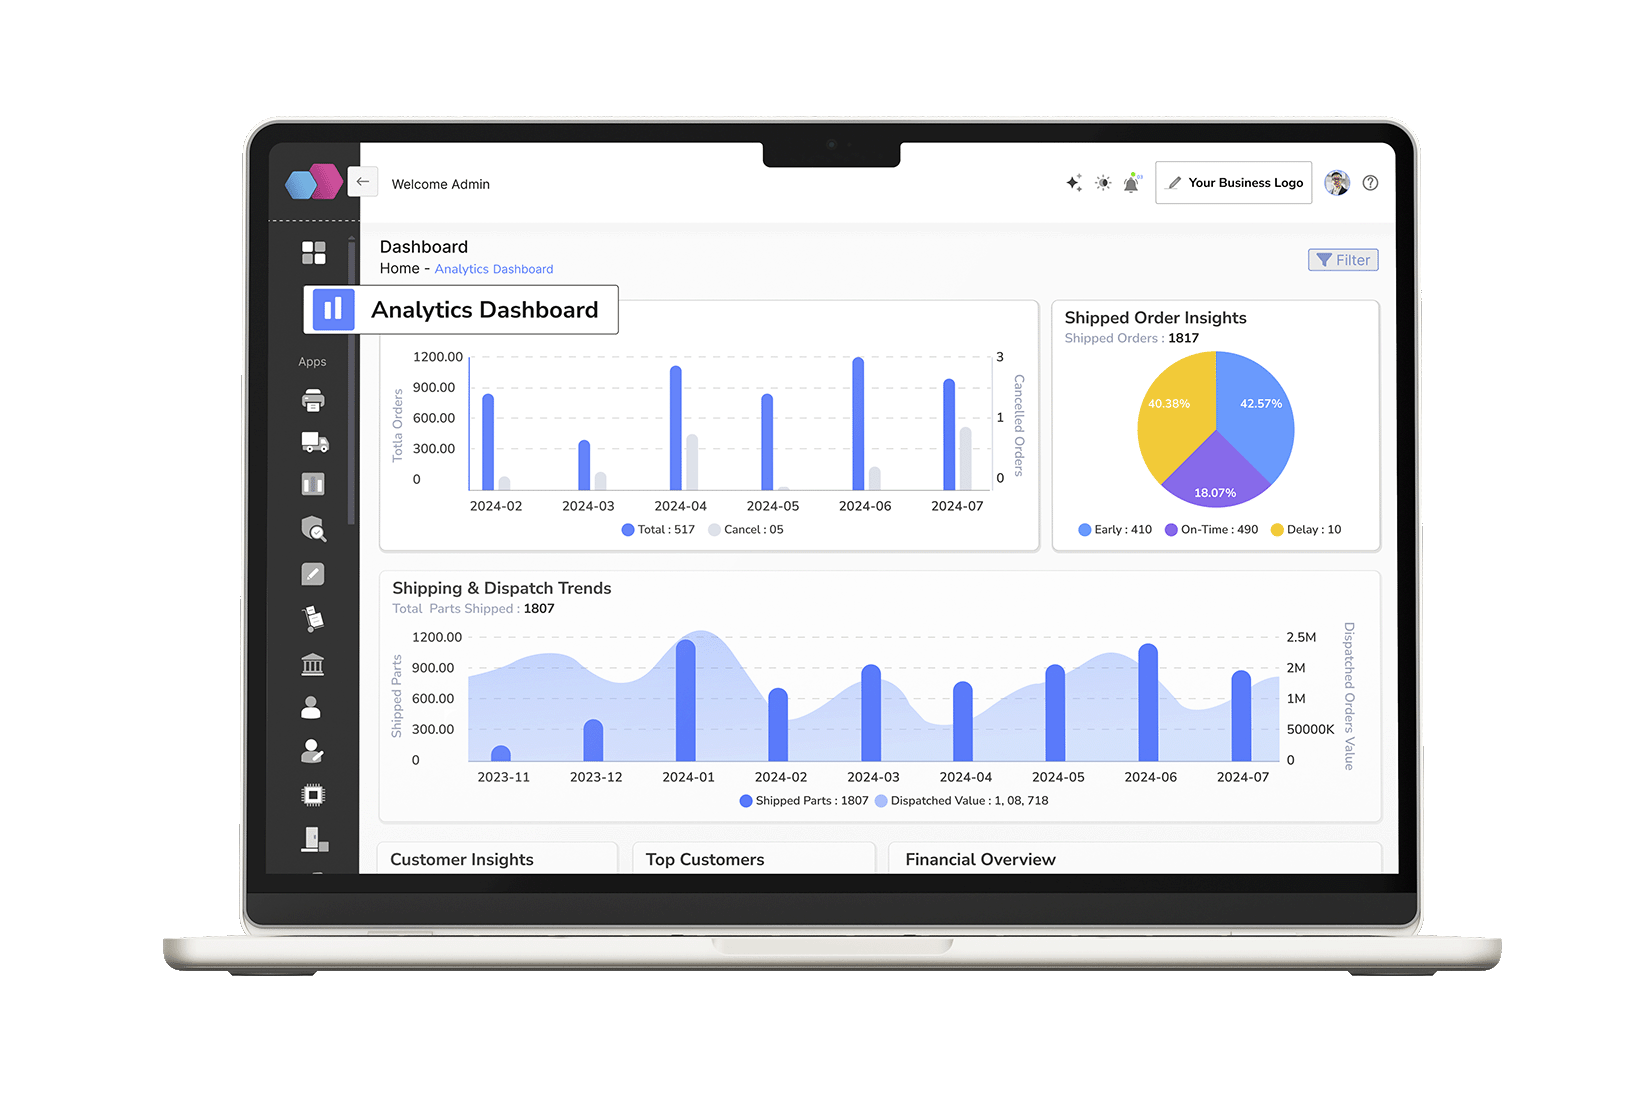 Welcome Admin
03
Your Business Logo
Dashboard
Home - Analytics Dashboard
Filter
Analytics Dashboard
Apps
1200.00
900.00
600.00
300.00
0
Totla Orders
3
1
0
Cancelled Orders
2024-02 2024-03 2024-04 2024-05 2024-06 2024-07
Total : 517 Cancel : 05
Shipped Order Insights
Shipped Orders : 1817
40.38% 42.57%
18.07%
Early : 410 On-Time : 490 Delay : 10
Shipping & Dispatch Trends
Total Parts Shipped : 1807
1200.00
900.00
600.00
300.00
0
Shipped Parts
2.5M
2M
1M
50000K
0
Dispatched Orders Value
2023-11 2023-12 2024-01 2024-02 2024-03 2024-04 2024-05 2024-06 2024-07
Shipped Parts : 1807 Dispatched Value : 1, 08, 718
Customer Insights
Top Customers
Financial Overview